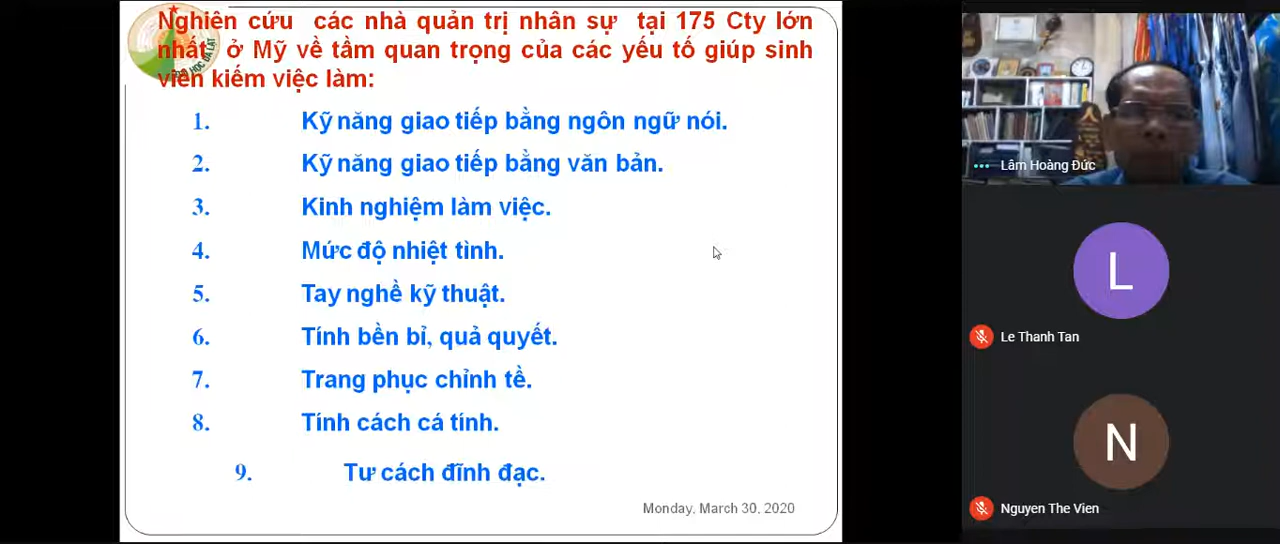 Nghiên cứu các nhà quản trị nhân sự tại 175 Cty lớn
nhất ở Mỹ về tầm quan trọng của các yếu tố giúp sinh
viên kiếm việc làm:
1. Kỹ năng giao tiếp bằng ngôn ngữ nói.
2. Kỹ năng giao tiếp bằng văn bản.
3. Kinh nghiệm làm việc.
4. Mức độ nhiệt tình.
5. Tay nghề kỹ thuật.
6. Tính bền bỉ, quả quyết.
7. Trang phục chỉnh tề.
8. Tính cách cá tính.
9. Tư cách đĩnh đạc.
Monday, March 30, 2020
Lâm Hoàng Đức
L
Le Thanh Tan
N
Nguyen The Vien